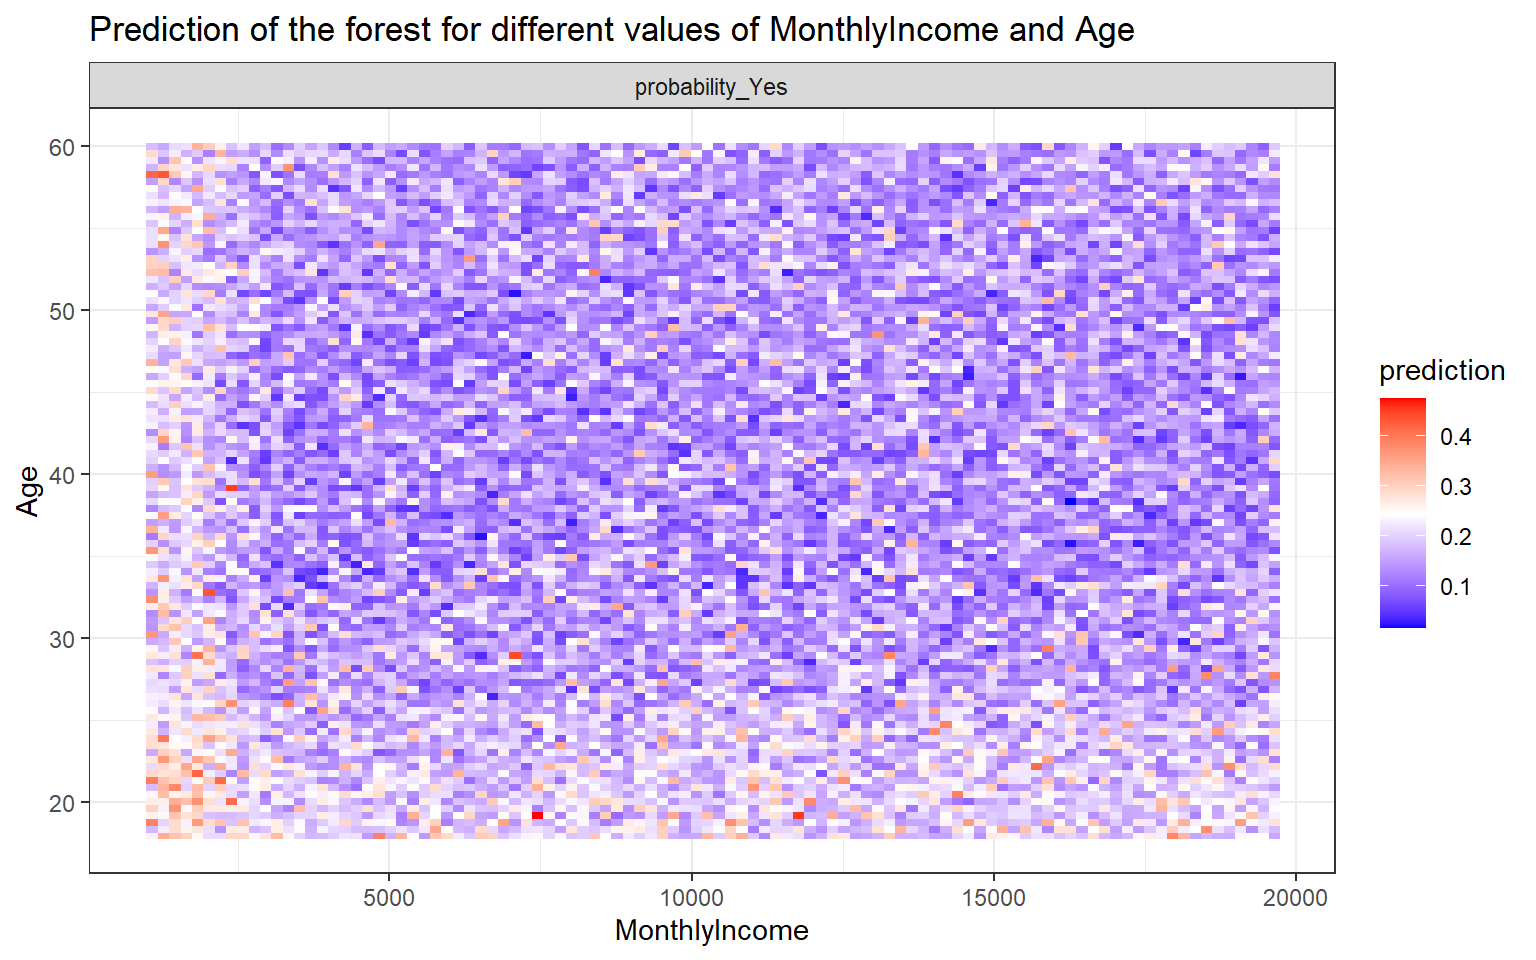 Prediction of the forest for different values of MonthlyIncome and Age
probability_Yes
60
50
40
30
20
Age
5000
10000
15000
20000
MonthlyIncome
prediction
0.4
0.3
0.2
0.1